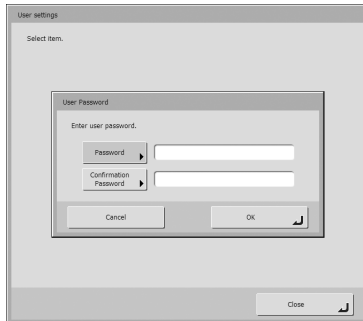 User settings
Select item.
User Password
Enter user password.
Password
Confirmation
Password
Cancel
OK
Close